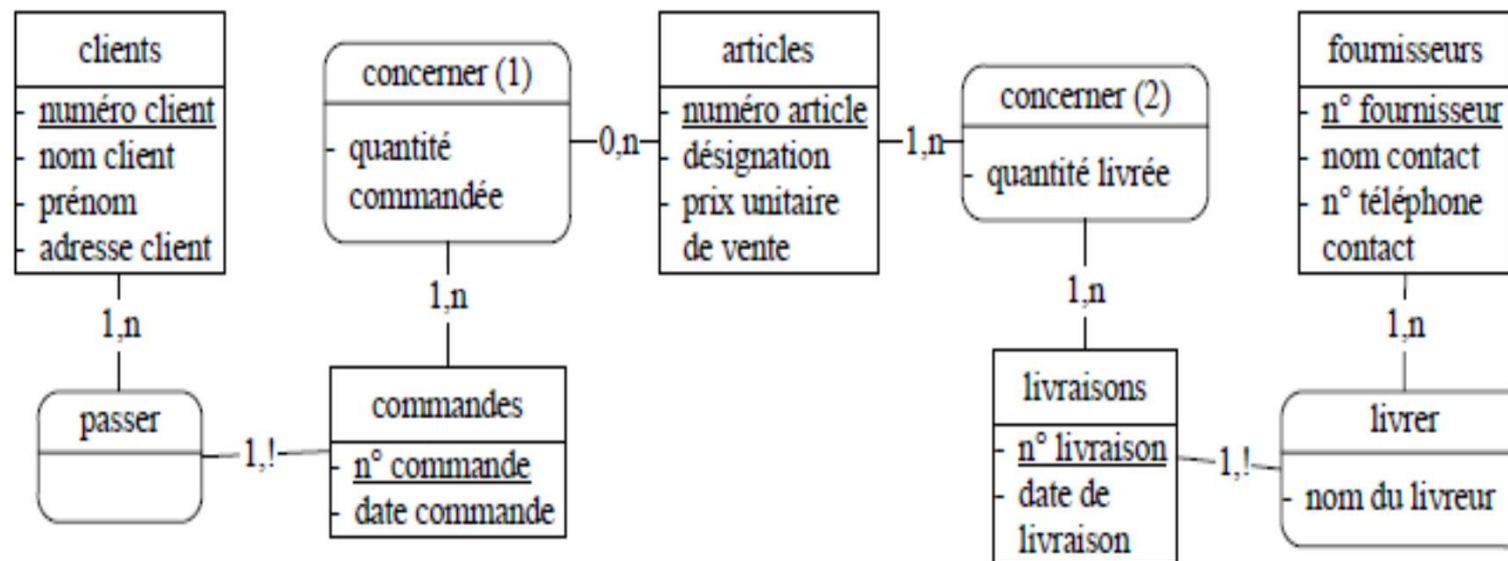 clients
- numéro client
- nom client
- prénom
- adresse client
1,n
passer
1,!
concerner (1)
- quantité
commandée
1,n
commandes
- n° commande
- date commande
0,n
articles
- numéro article
- désignation
- prix unitaire
de vente
1,n
concerner (2)
- quantité livrée
1,n
livraisons
- n° livraison
- date de
livraison
1,!
fournisseurs
- n° fournisseur
- nom contact
- n° téléphone
contact
1,n
livrer
- nom du livreur